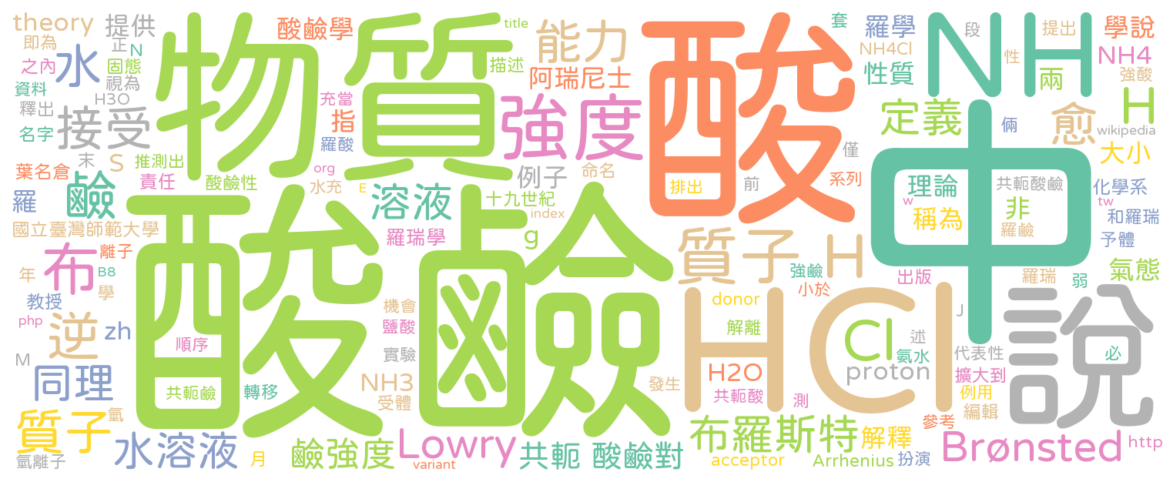 theory 提供
即為 正 N
之內 水 固態
資料 視為
釋出 H3O
名字 接受
末 S 推測出
葉名倉 責任 酸鹼性
羅 鹼
國立臺灣師範大學
布 離子
年 學 B8
教授
php 逆 zh
M 順序
同理 共軛鹼 轉移
質子 氫
氫離子 水溶液 月
物質
酸鹼學 title
描述
充當 指
羅酸 org
水充 E
溶液 十九世紀
羅瑞學 index
g
酸鹼
能力
阿瑞尼士
強度
例子 命名
質子 H
機會
鹽酸
實驗
NH3
受體 發生
鹼強度 Lowry
variant
共軛 酸鹼對
酸
排出 前 僅 系列
強鹼
小於
donor
解離
H2O
共軛酸 測
HCl
布羅斯特 解釋
acceptor Arrhenius 扮演
羅學 段 提出 學說
NH4Cl 性 NH4
性質 兩 強酸
NH
定義 倆 愈 H
wikipedia
大小
理論 共軛酸鹼 化學系
w tw
稱為 非 和羅瑞
羅鹼 予體
中
出版 羅瑞 弱 氣態
Cl 述 J
氨水 代表性 必
proton 擴大到
例用
編輯
參考
說
Brønsted http